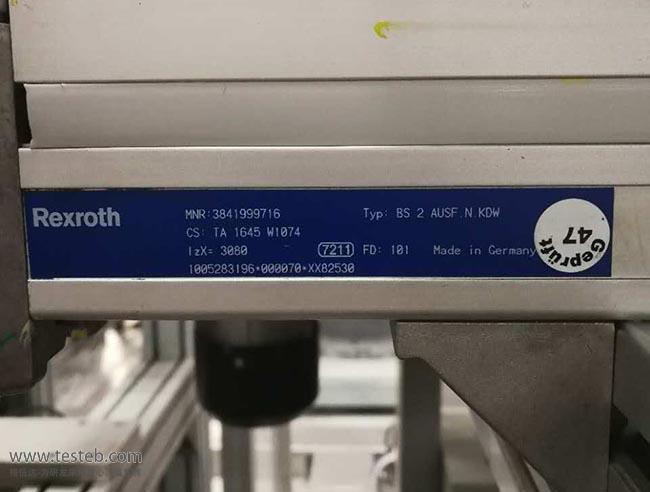 Rexroth
MNR: 3841999716
Typ: BS 2 AUSF.N.KDW
CS: TA 1645 W1074
IzX= 3080
7211 FD: 101 Made in Germany
1005283196*000070*XX82530
Geprüft
47
www.testeb.com